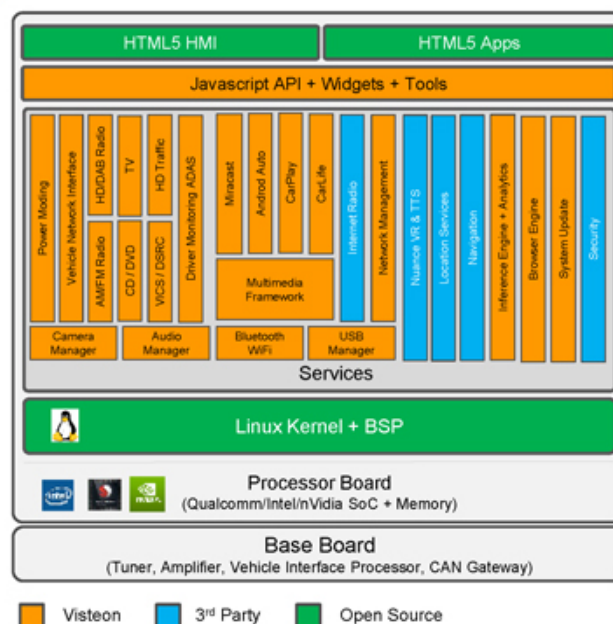 HTML5 HMI
HTML5 Apps
Javascript API + Widgets + Tools
Power Moding
Vehicle Network Interface
HD/DAB Radio
AM/FM Radio
TV
CD / DVD
HD Traffic
VICS / DSRC
Driver Monitoring ADAS
Miracast
Androd Auto
CarPlay
CarLife
Multimedia
Framework
Internet Radio
Network Management
Nuance VR & TTS
Location Services
Navigation
Inference Engine + Analytics
Browser Engine
System Update
Security
Camera
Manager
Audio
Manager
Bluetooth
WiFi
USB
Manager
Services
Linux Kernel + BSP
intel
Processor Board
(Qualcomm/Intel/nVidia SoC + Memory)
Base Board
(Tuner, Amplifier, Vehicle Interface Processor, CAN Gateway)
Visteon
3rd Party
Open Source